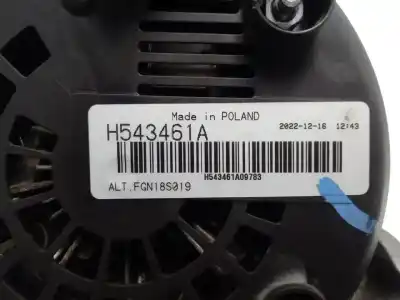 Made in POLAND
H543461A 2022-12-16 12:43
H543461A09783
ALT.FGN18S019